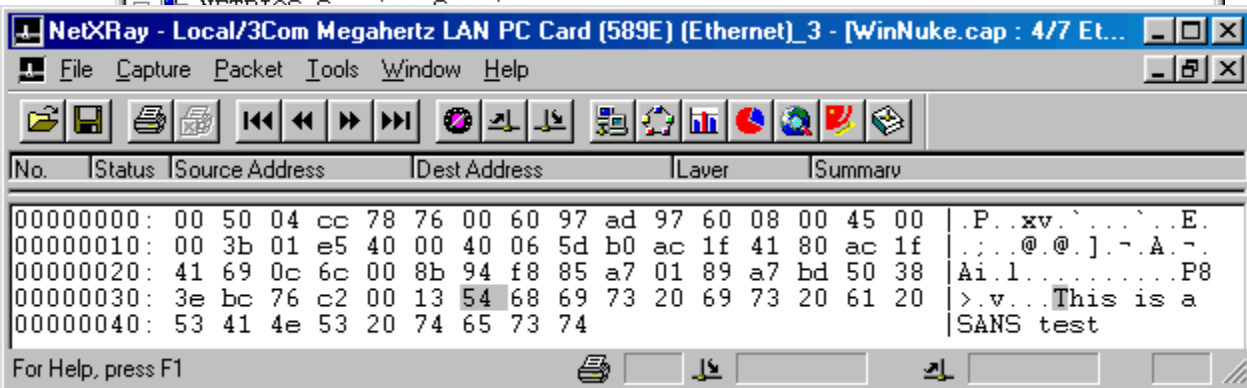 NetXRay - Local/3Com Megahertz LAN PC Card (589E) (Ethernet)_3 - [WinNuke.cap : 4/7 Et...
File Capture Packet Tools Window Help
No. Status Source Address Dest Address Layer Summary
00000000: 00 50 04 cc 78 76 00 60 97 ad 97 60 08 00 45 00 |.P..xv.`...`..E.
00000010: 00 3b 01 e5 40 00 40 06 5d b0 ac 1f 41 80 ac 1f |.;..@.@.].¬.A.¬.
00000020: 41 69 0c 6c 00 8b 94 f8 85 a7 01 89 a7 bd 50 38 |Ai.l..........P8
00000030: 3e bc 76 c2 00 13 54 68 69 73 20 69 73 20 61 20 |>.v...This is a
00000040: 53 41 4e 53 20 74 65 73 74 |SANS test
For Help, press F1